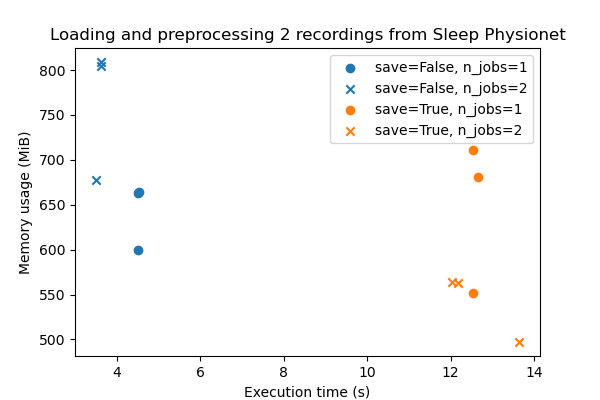 Loading and preprocessing 2 recordings from Sleep Physionet
save=False, n_jobs=1
save=False, n_jobs=2
save=True, n_jobs=1
save=True, n_jobs=2
Memory usage (MiB)
800
750
700
650
600
550
500
4 6 8 10 12 14
Execution time (s)